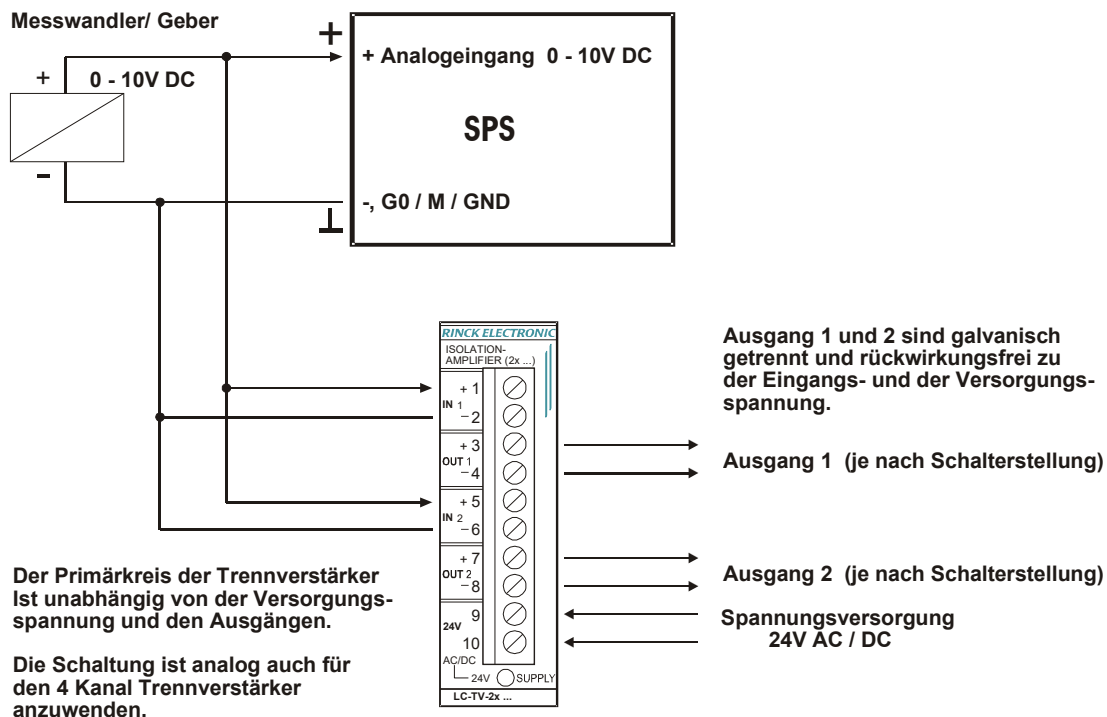 Messwandler/ Geber
+
+ Analogeingang 0 - 10V DC
+ 0 - 10V DC
SPS
-
-, G0 / M / GND
RINCK ELECTRONIC
ISOLATION-
AMPLIFIER (2x ...)
+ 1
IN 1
- 2
+ 3
OUT 1
- 4
+ 5
IN 2
- 6
+ 7
OUT 2
- 8
9
24V
10
AC/DC
24V SUPPLY
LC-TV-2x ...
Ausgang 1 und 2 sind galvanisch
getrennt und rückwirkungsfrei zu
der Eingangs- und der Versorgungs-
spannung.
Ausgang 1 (je nach Schalterstellung)
Ausgang 2 (je nach Schalterstellung)
Spannungsversorgung
24V AC / DC
Der Primärkreis der Trennverstärker
Ist unabhängig von der Versorgungs-
spannung und den Ausgängen.
Die Schaltung ist analog auch für
den 4 Kanal Trennverstärker
anzuwenden.